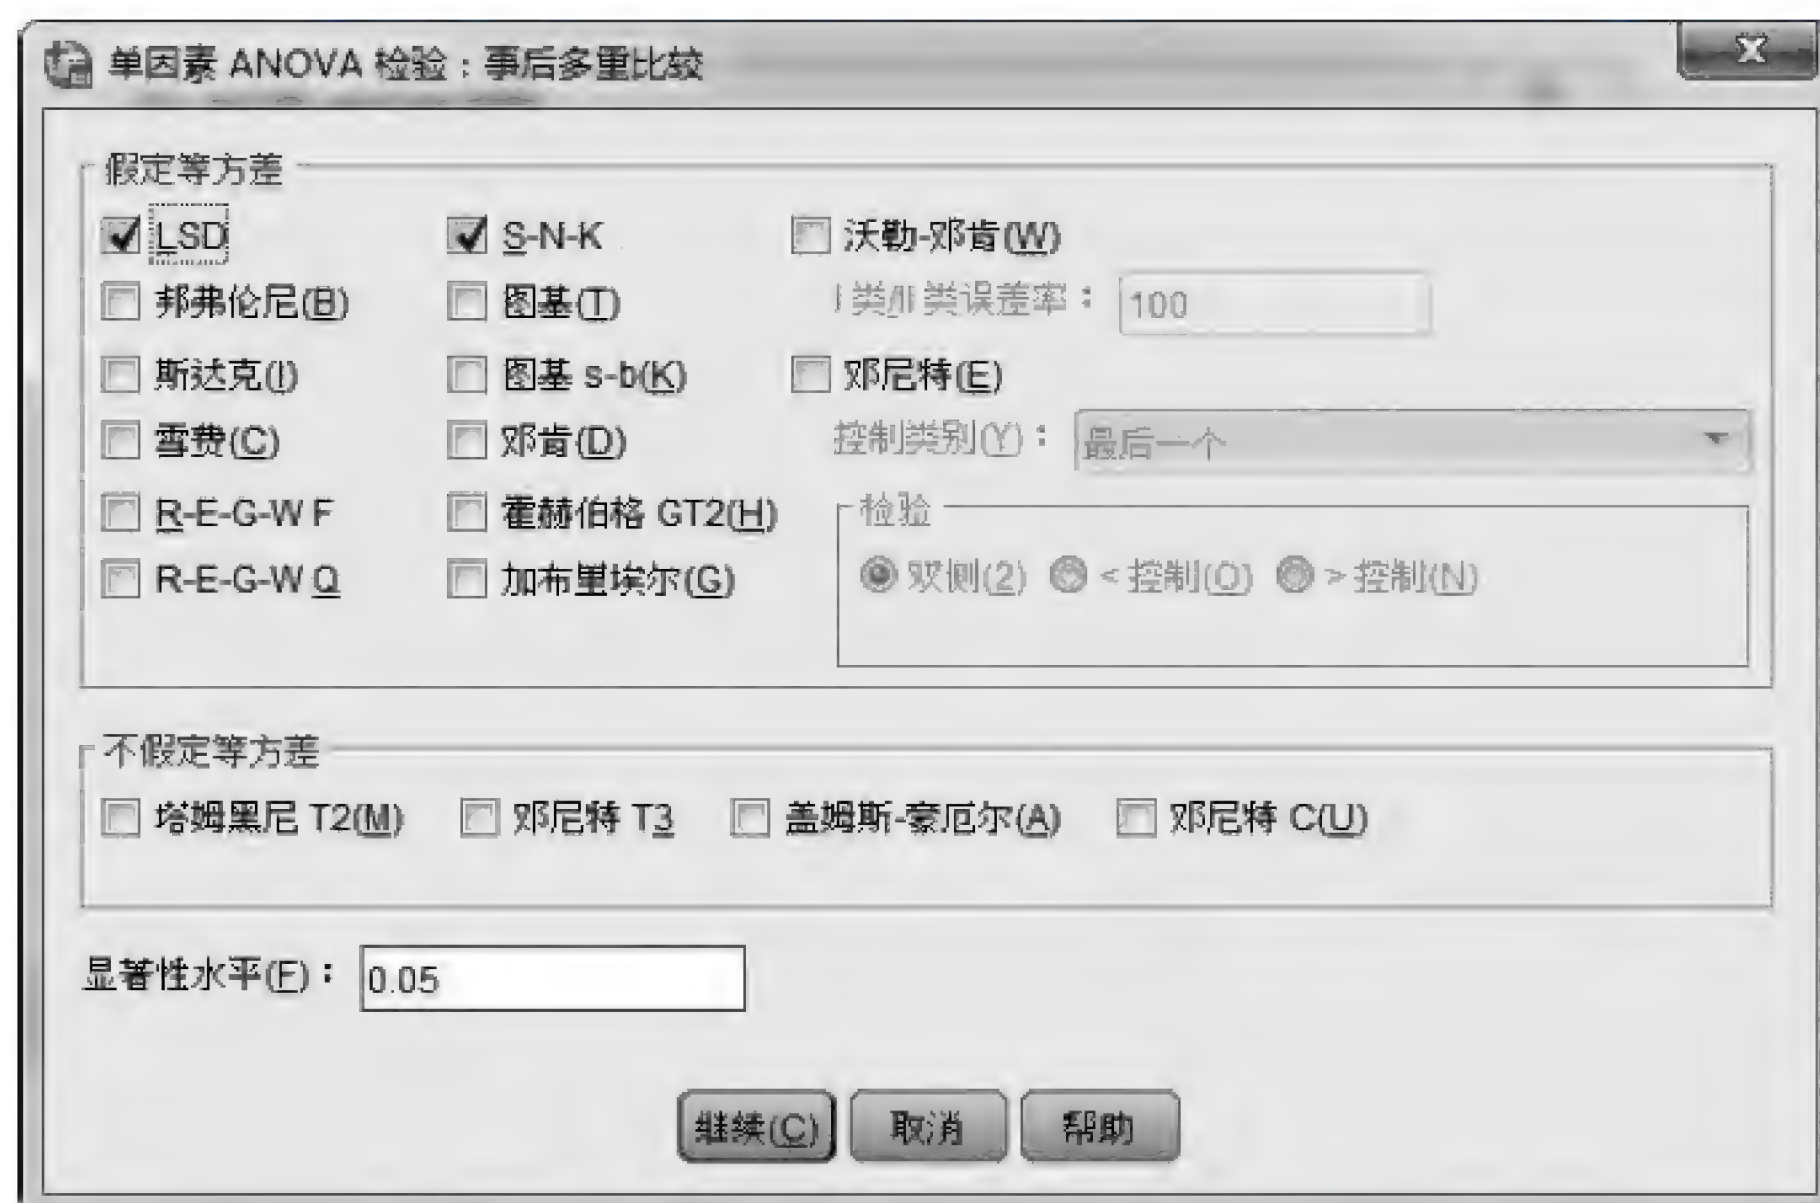 单因素 ANOVA 检验：事后多重比较
假定等方差
LSD S-N-K 沃勒-邓肯(W)
邦弗伦尼(B) 图基(T) I 类/II 类误差率： 100
斯达克(I) 图基 s-b(K) 邓尼特(E)
雪费(C) 邓肯(D) 控制类别(Y)： 最后一个
R-E-G-W F 霍赫伯格 GT2(H) 检验
R-E-G-W Q 加布里埃尔(G) 双侧(2) < 控制(O) > 控制(N)
不假定等方差
塔姆黑尼 T2(M) 邓尼特 T3 盖姆斯-豪厄尔(A) 邓尼特 C(U)
显著性水平(F)： 0.05
继续(C) 取消 帮助